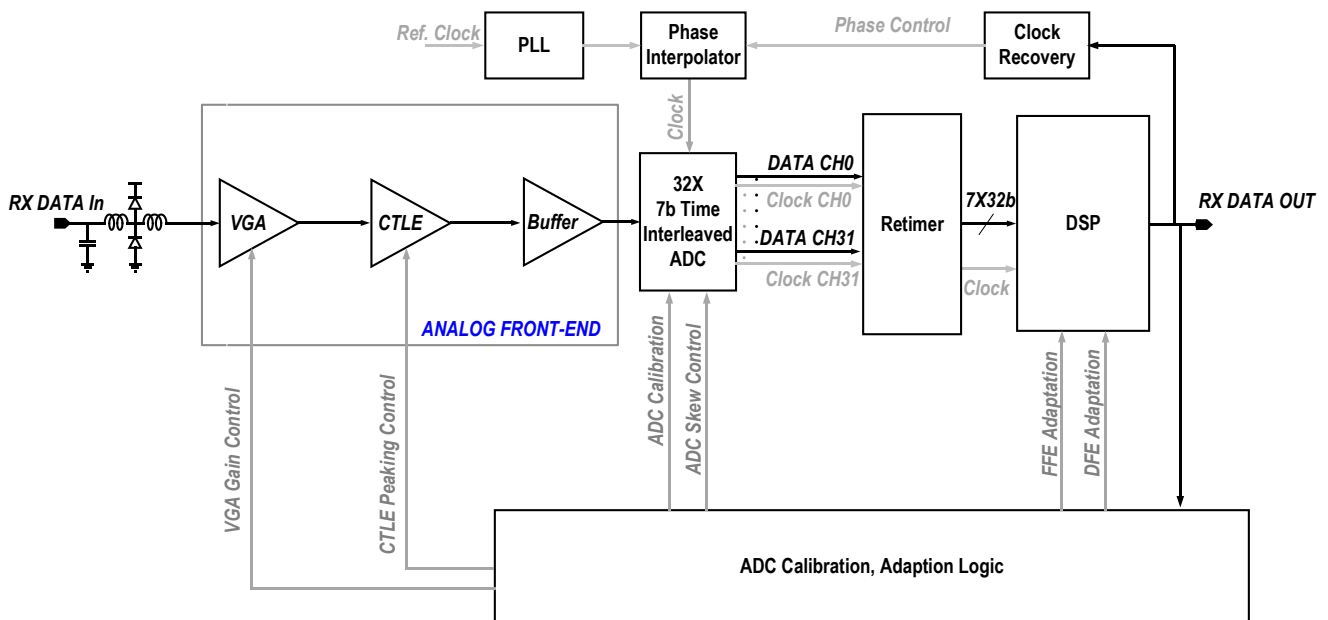 Ref. Clock
PLL
Phase
Interpolator
Phase Control
Clock
Recovery
Clock
RX DATA In
VGA
CTLE
Buffer
32X
7b Time
Interleaved
ADC
DATA CH0
Clock CH0
DATA CH31
Clock CH31
Retimer
7X32b
Clock
DSP
RX DATA OUT
ANALOG FRONT-END
VGA Gain Control
CTLE Peaking Control
ADC Calibration
ADC Skew Control
FFE Adaptation
DFE Adaptation
ADC Calibration, Adaption Logic